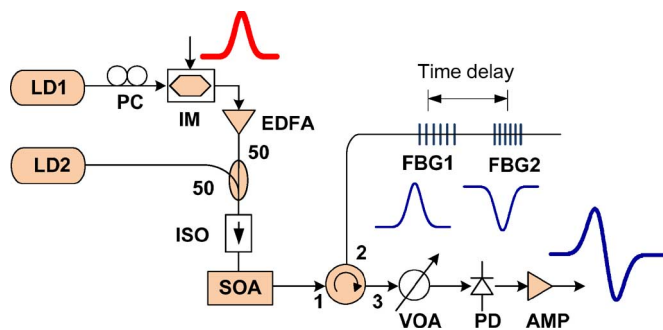 Time delay
LD1
PC
IM
EDFA
50
FBG1
FBG2
LD2
50
ISO
2
SOA
1
3
VOA
PD
AMP